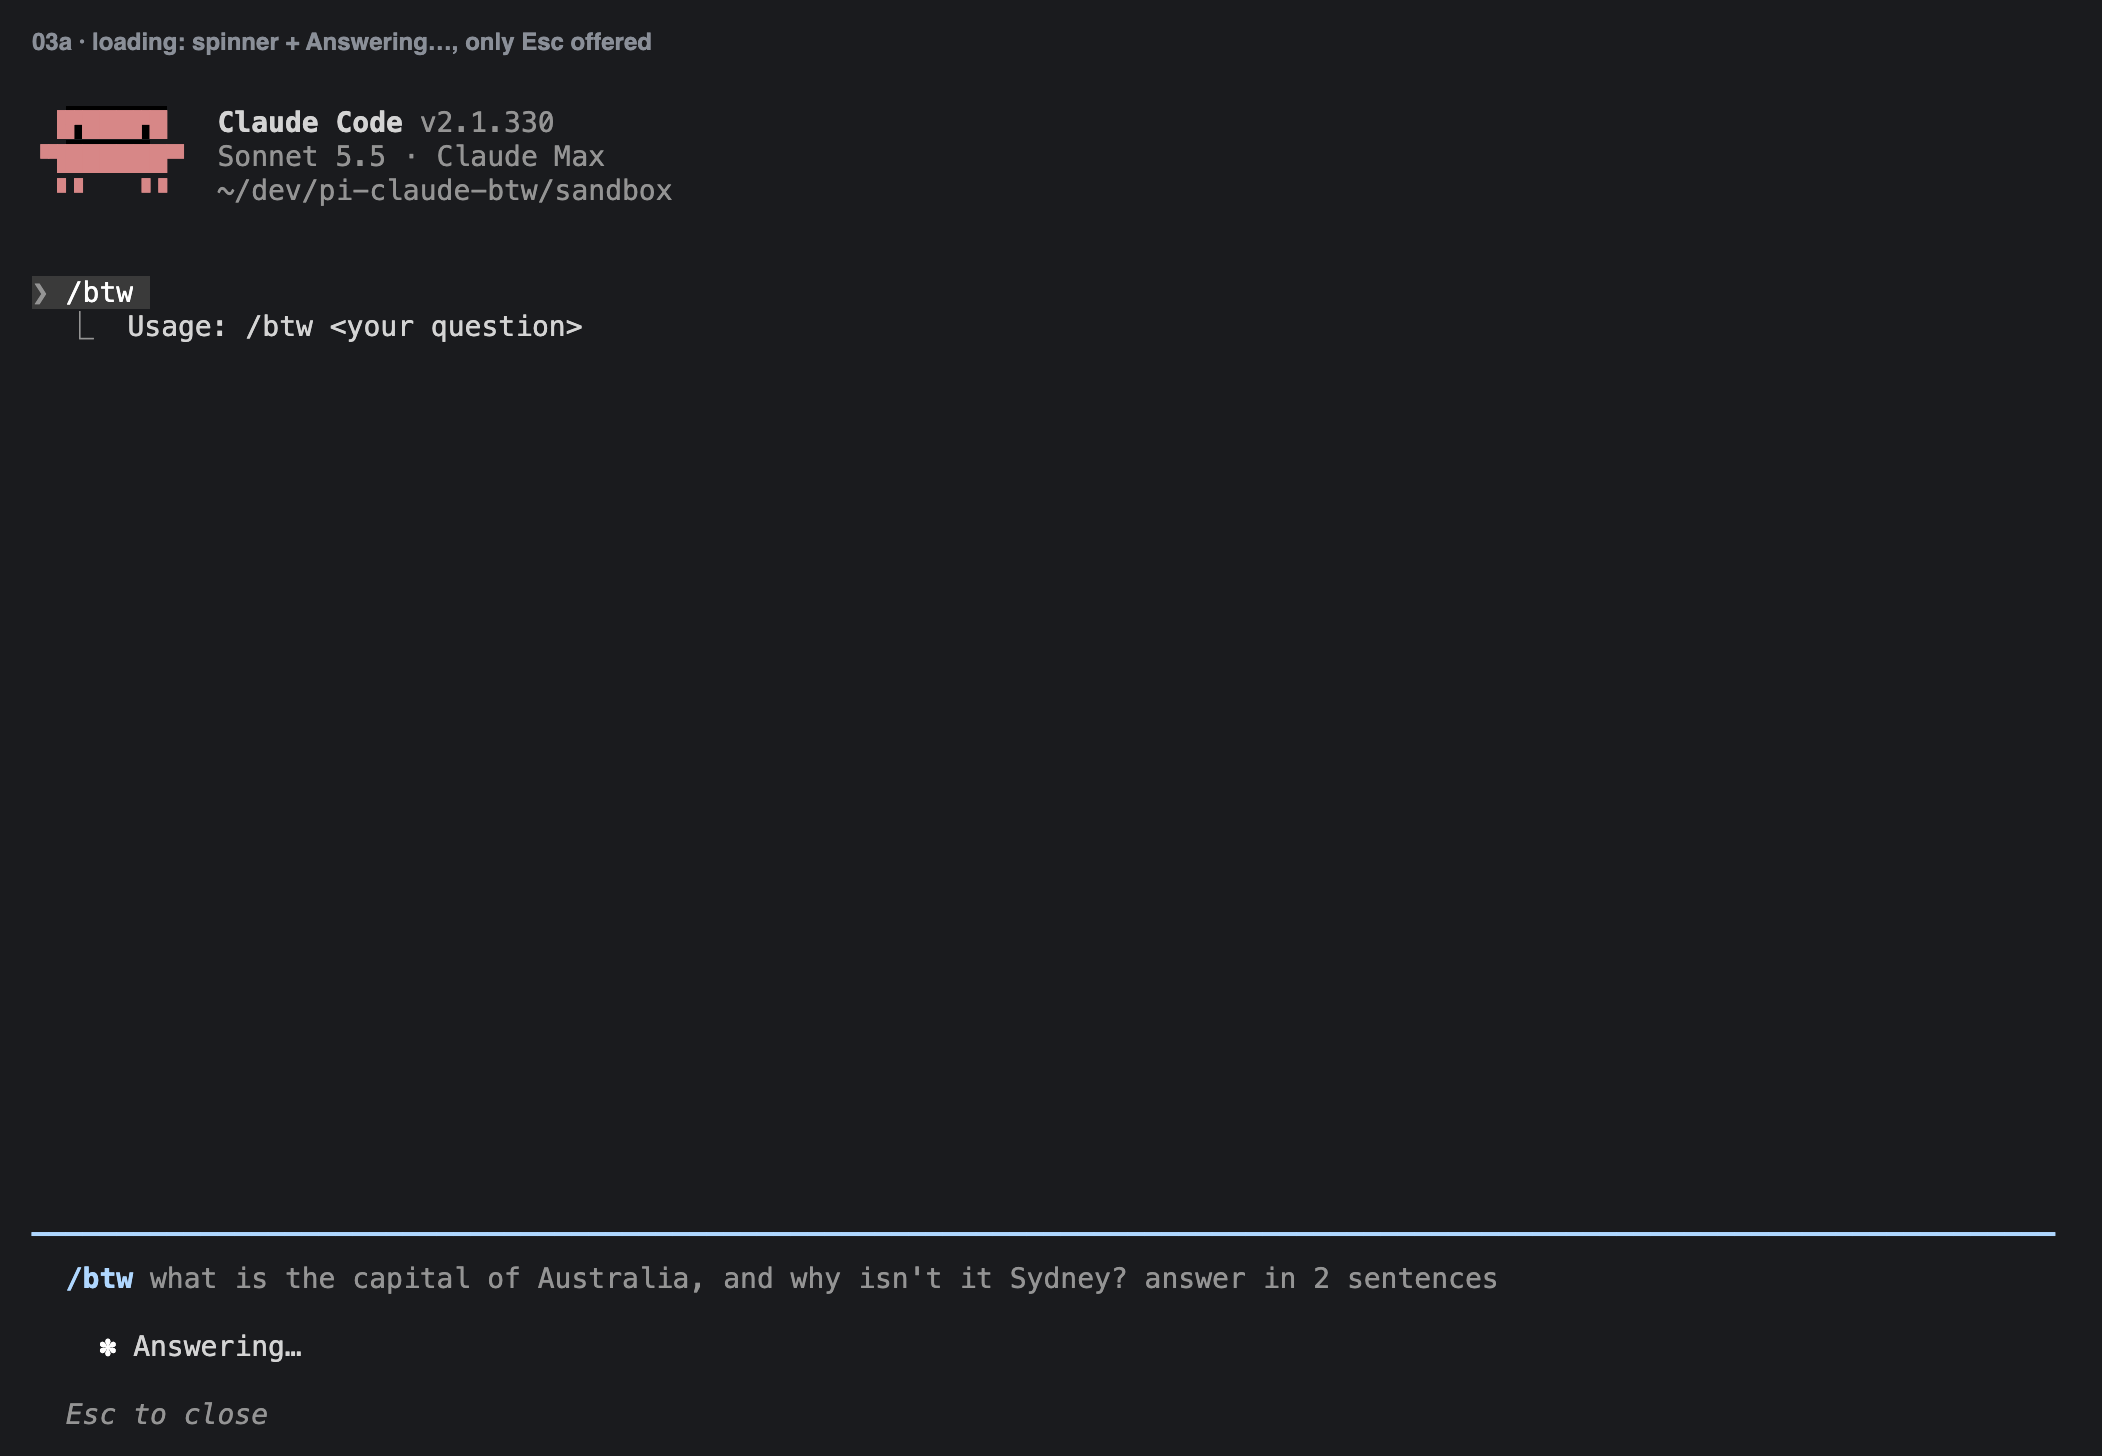 03a · loading: spinner + Answering…, only Esc offered
Claude Code v2.1.330
Sonnet 5.5 · Claude Max
~/dev/pi-claude-btw/sandbox
❯ /btw
⎿  Usage: /btw <your question>
/btw what is the capital of Australia, and why isn't it Sydney? answer in 2 sentences
✽ Answering…
Esc to close